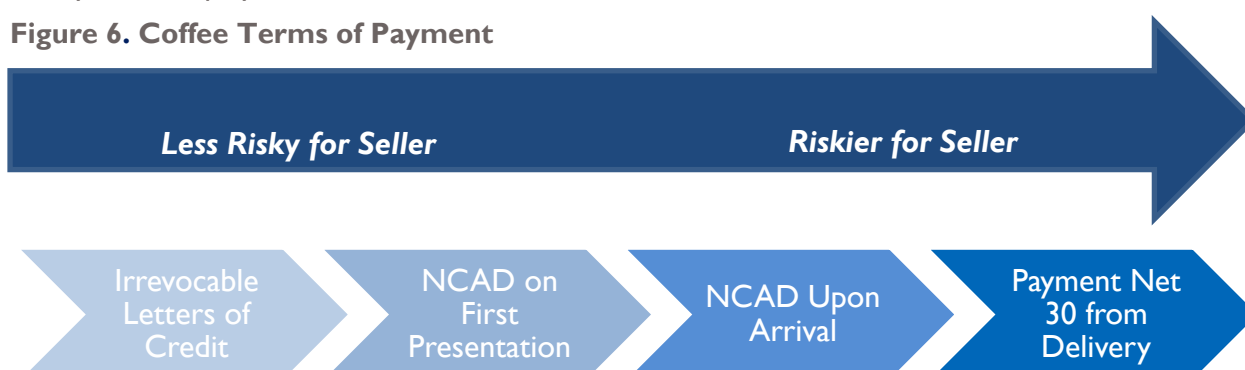 Figure 6. Coffee Terms of Payment
Less Risky for Seller
Riskier for Seller
Irrevocable
Letters of
Credit
NCAD on
First
Presentation
NCAD Upon
Arrival
Payment Net
30 from
Delivery